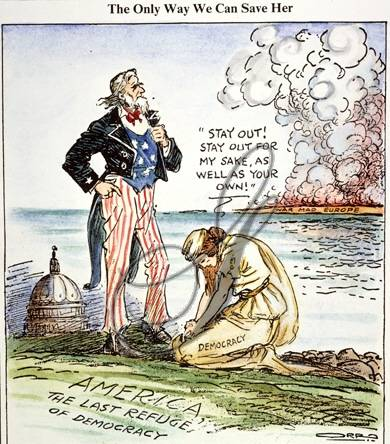 The Only Way We Can Save Her
"STAY OUT!
STAY OUT FOR
MY SAKE, AS
WELL AS YOUR
OWN!"
WAR MAD EUROPE
DEMOCRACY
AMERICA,
THE LAST REFUGE
OF DEMOCRACY
ORR